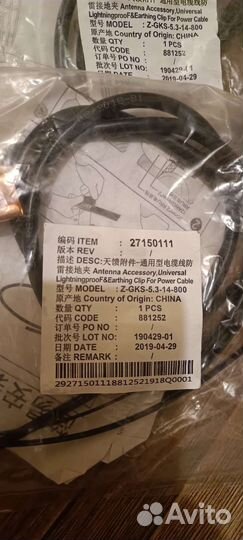 雷接地夹 Antenna Accessory,Universal
LightningprooF&Earthing Clip For Power Cable
型号 MODEL : Z-GKS-5.3-14-800
原产地 Country of Origin: CHINA
数量 QTY : 1 PCS
代码 CODE : 881252
订单号 PO NO : /
批次号 LOT NO : 190429-01
日期 DATE : 2019-04-29
编码 ITEM : 27150111
版本 REV : /
描述 DESC:天馈附件-通用型电缆线防
雷接地夹 Antenna Accessory,Universal
LightningprooF&Earthing Clip For Power Cable
型号 MODEL : Z-GKS-5.3-14-800
原产地 Country of Origin: CHINA
数量 QTY : 1 PCS
代码 CODE : 881252
订单号 PO NO : /
批次号 LOT NO : 190429-01
日期 DATE : 2019-04-29
备注 REMARK : /
29271501118812521918Q0001
Avito